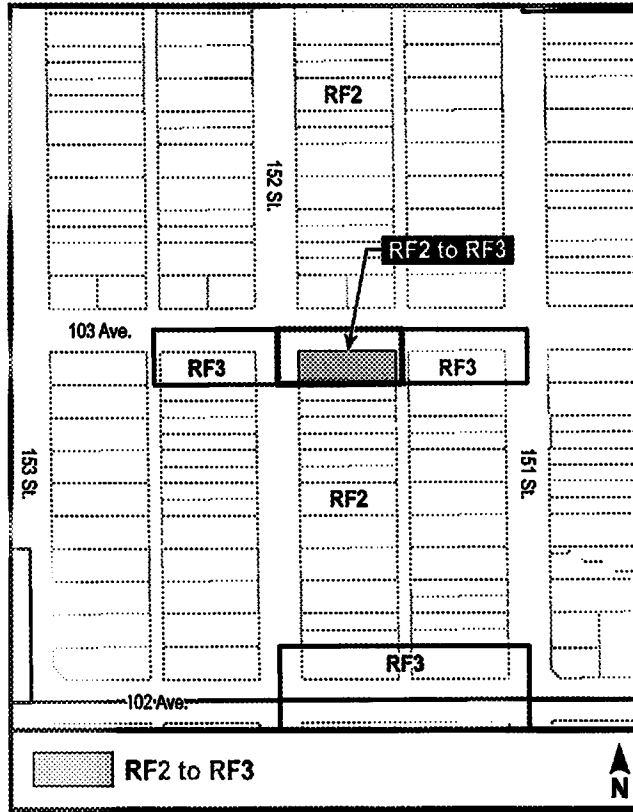 RF2
152 St.
RF2 to RF3
103 Ave.
RF3
RF3
153 St.
RF2
151 St.
RF3
102 Ave.
RF2 to RF3
N